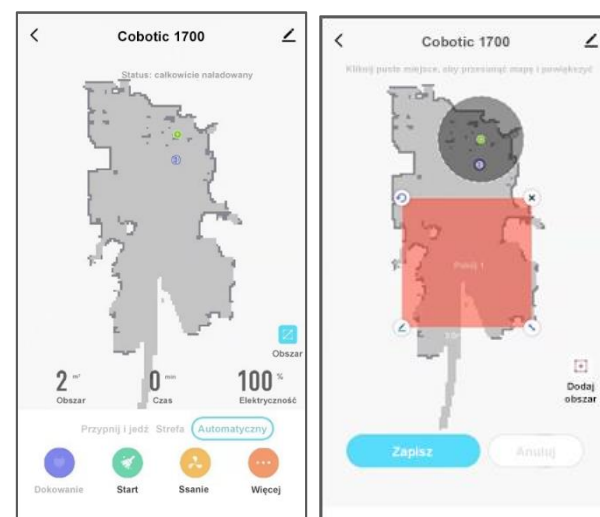 Cobotic 1700
Status: całkowicie naładowany
Obszar
2 m²
0 min
100 %
Obszar
Czas
Elektryczność
Przypnij i jedź Strefa Automatyczny
Dokowanie
Start
Ssanie
Więcej
Cobotic 1700
Kliknij puste miejsce, aby przesunąć mapę i powiększyć
Pokój 1
Dodaj
obszar
Zapisz
Anuluj